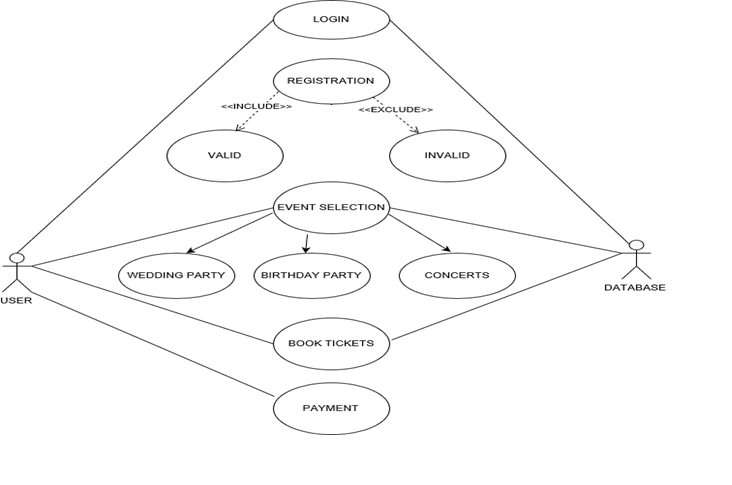 LOGIN
REGISTRATION
<<INCLUDE>>
<<EXCLUDE>>
VALID
INVALID
EVENT SELECTION
WEDDING PARTY
BIRTHDAY PARTY
CONCERTS
DATABASE
USER
BOOK TICKETS
PAYMENT